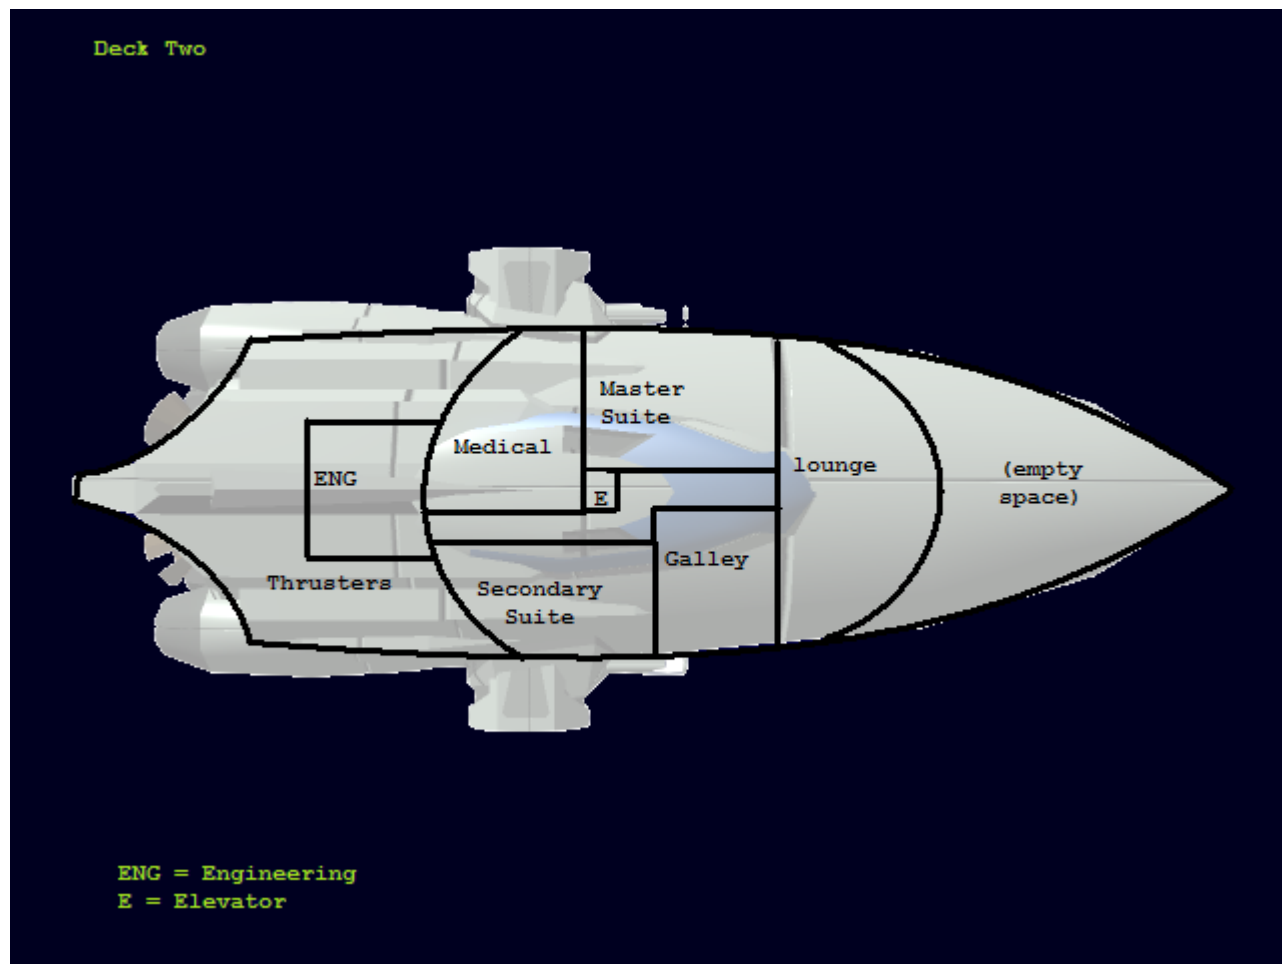 Deck Two
Master
Suite
Medical
lounge
(empty
space)
ENG
E
Galley
Thrusters
Secondary
Suite
ENG = Engineering
E = Elevator